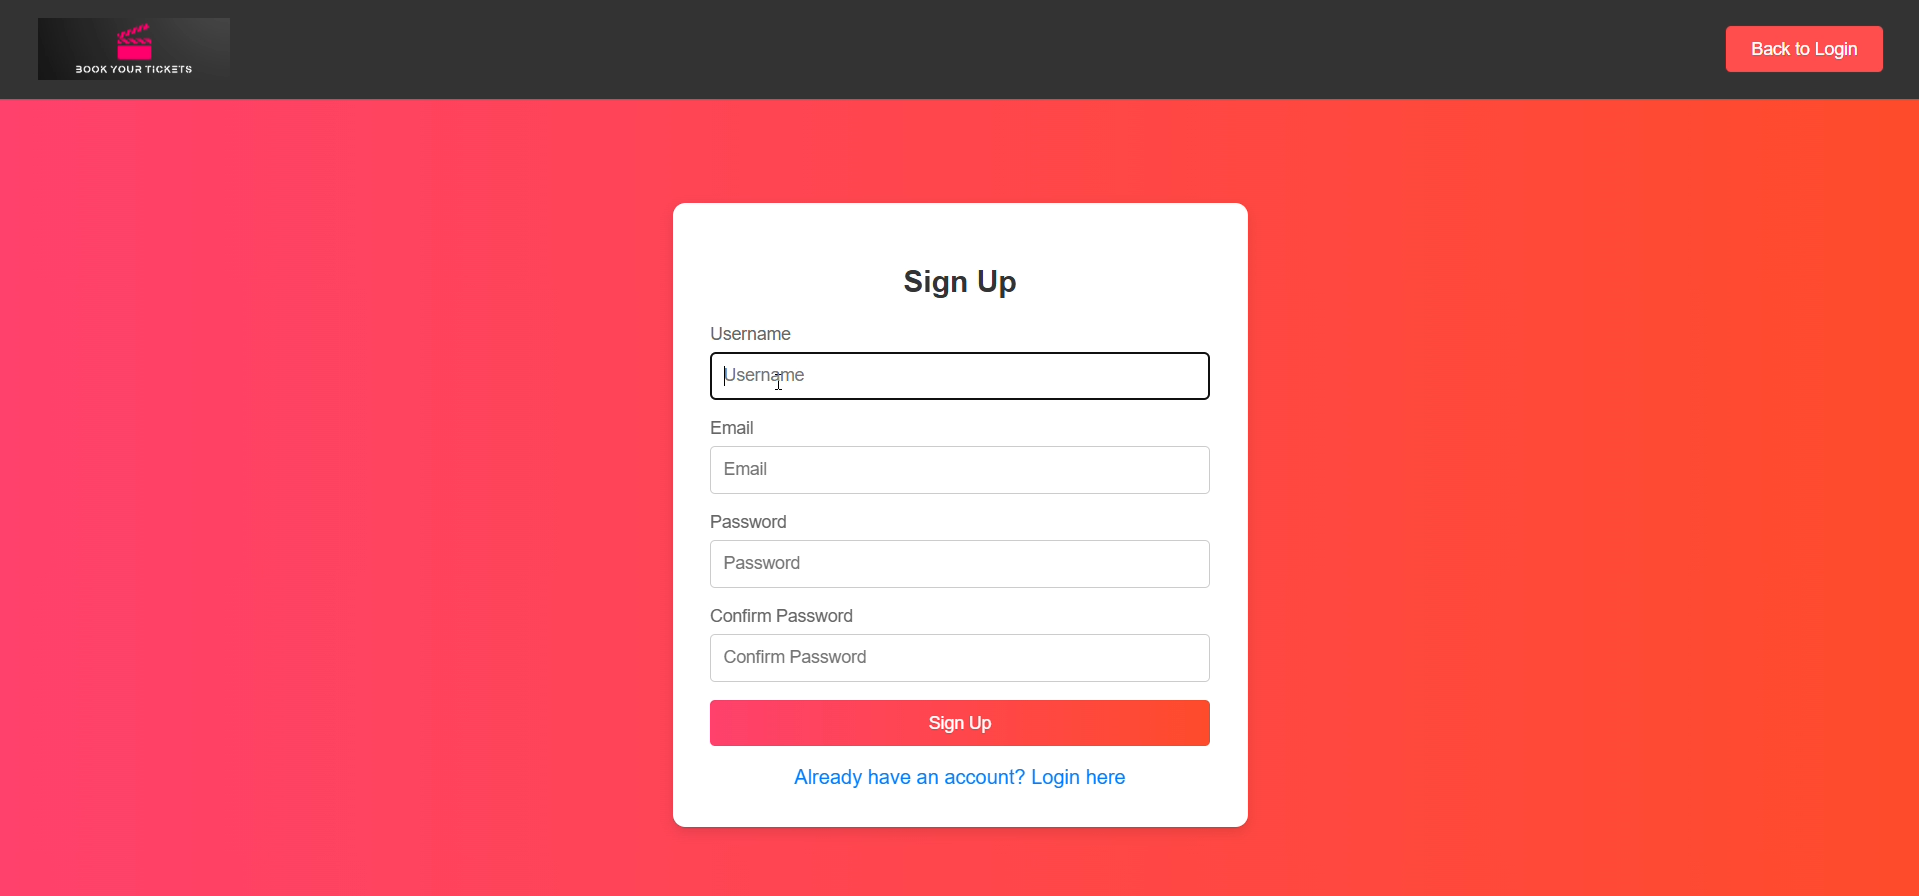 BOOK YOUR TICKETS
Back to Login
Sign Up
Username
Username
Email
Email
Password
Password
Confirm Password
Confirm Password
Sign Up
Already have an account? Login here